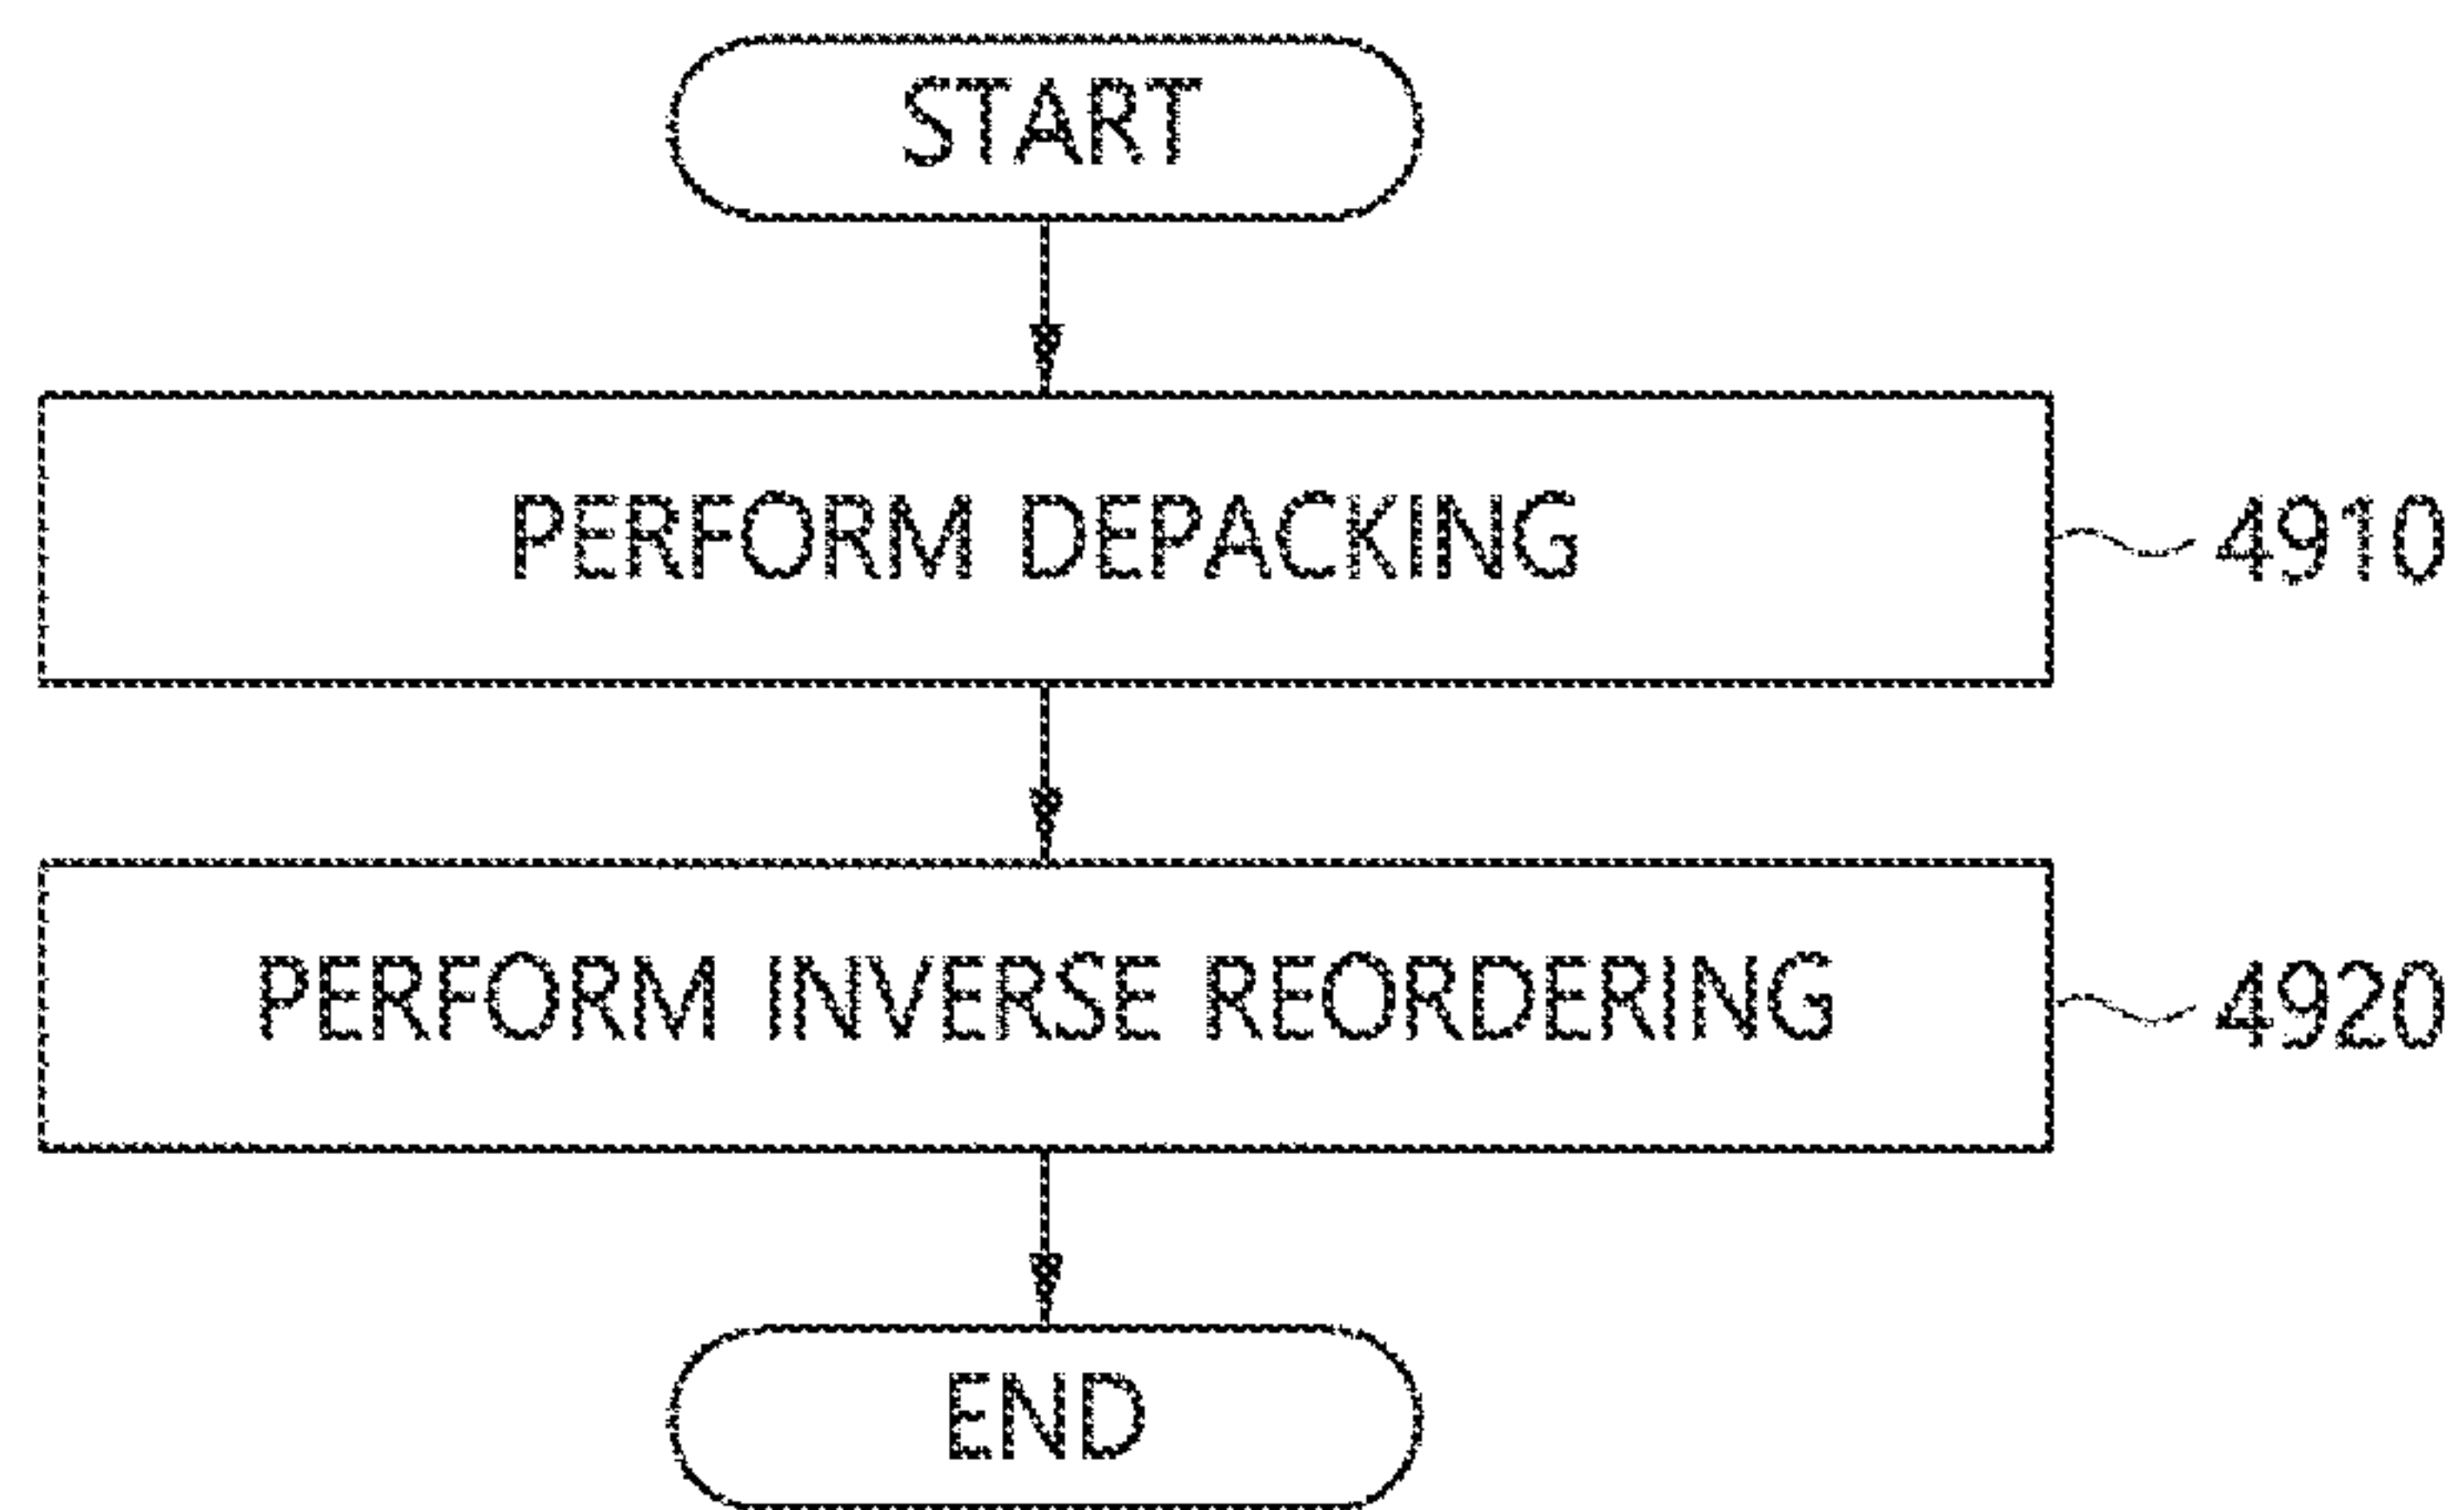 START
PERFORM DEPACKING
4910
PERFORM INVERSE REORDERING
4920
END